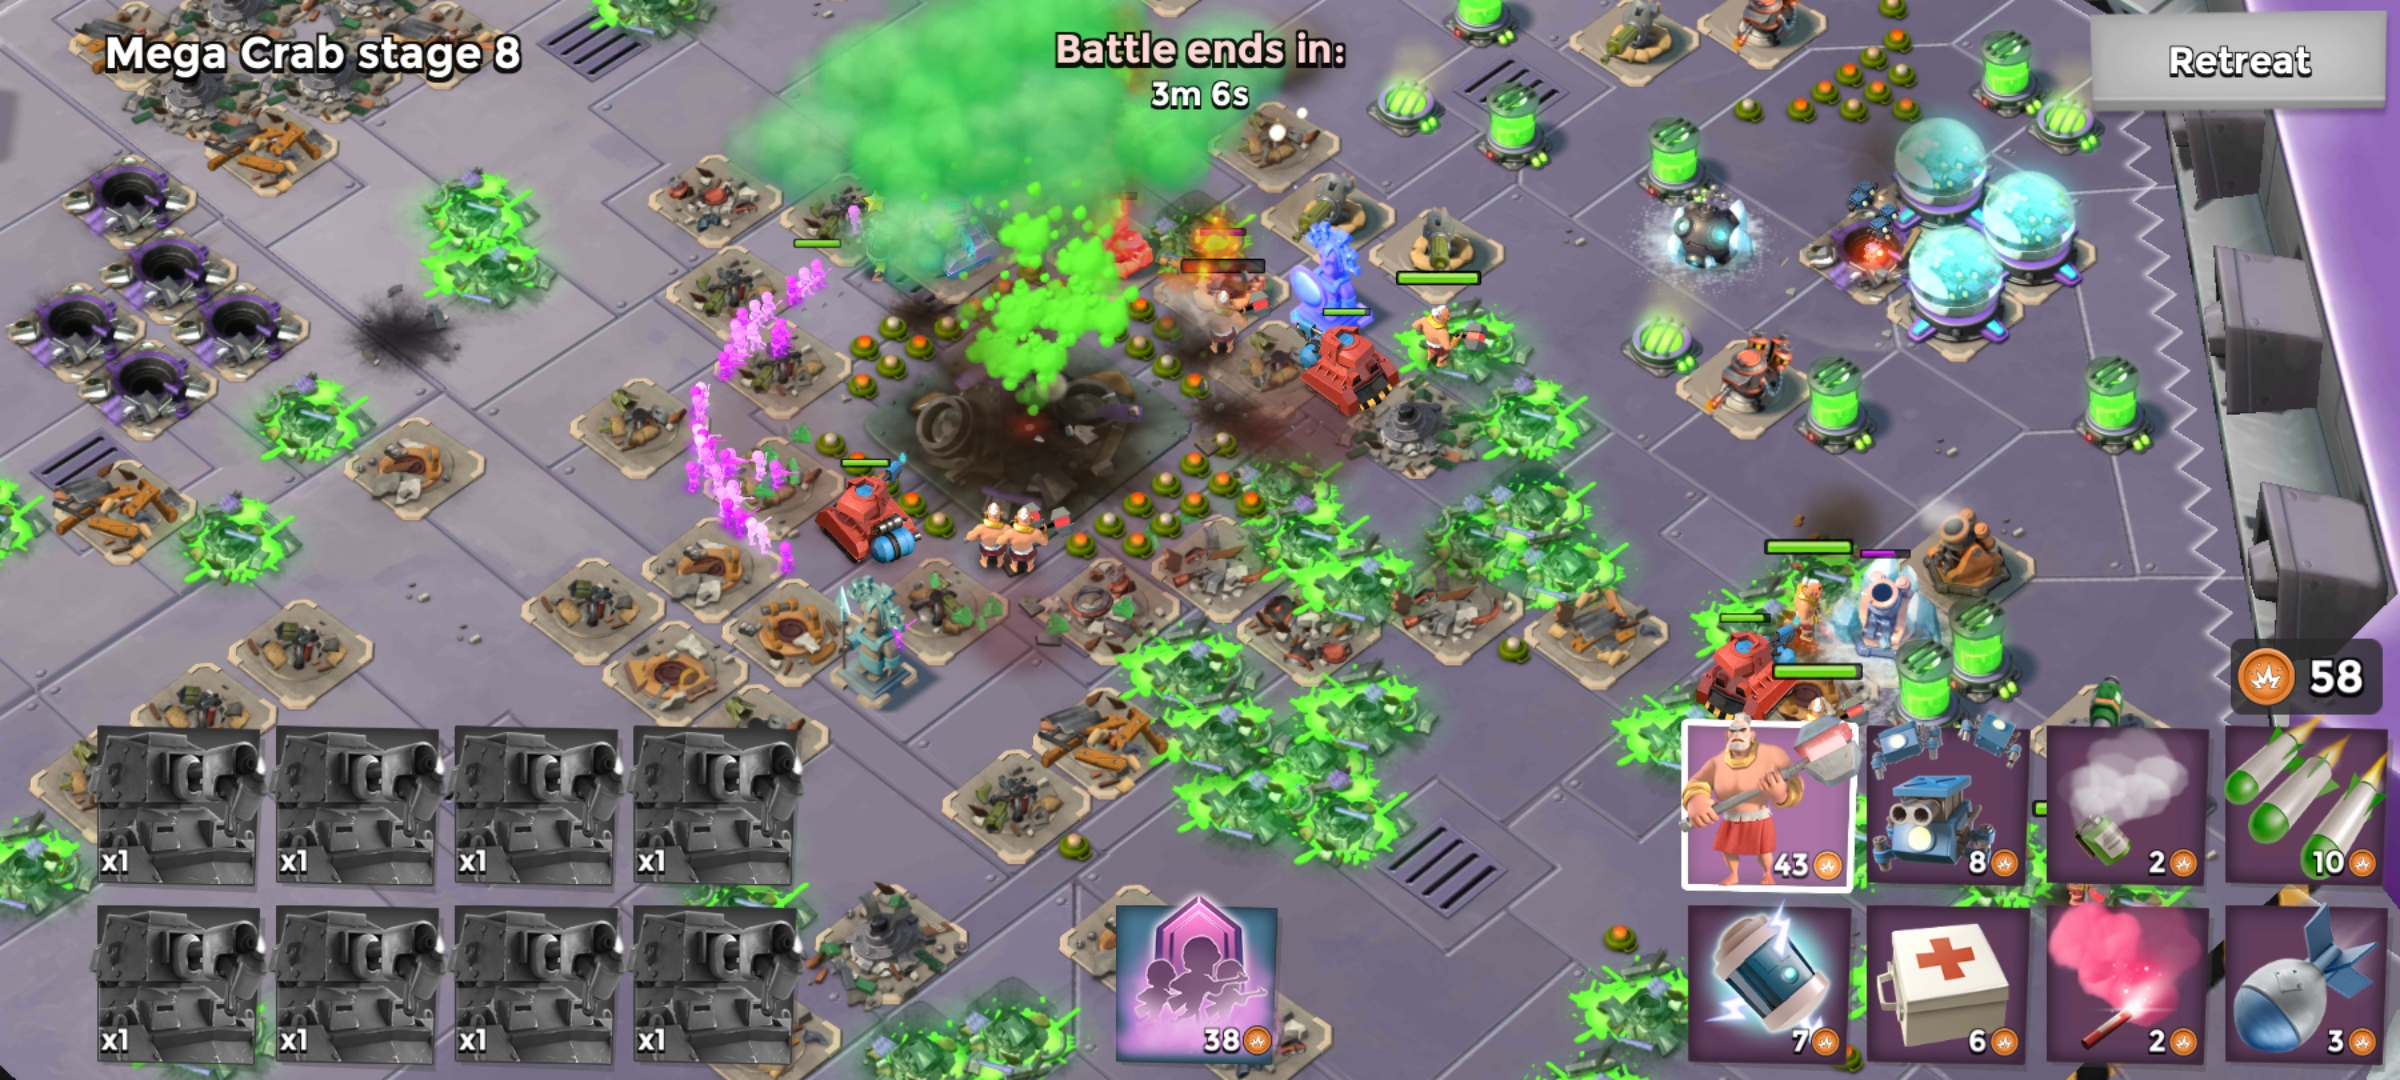 Mega Crab stage 8
Battle ends in:
3m 6s
Retreat
58
43
8
2
10
x1
x1
x1
x1
38
7
6
2
3
x1
x1
x1
x1